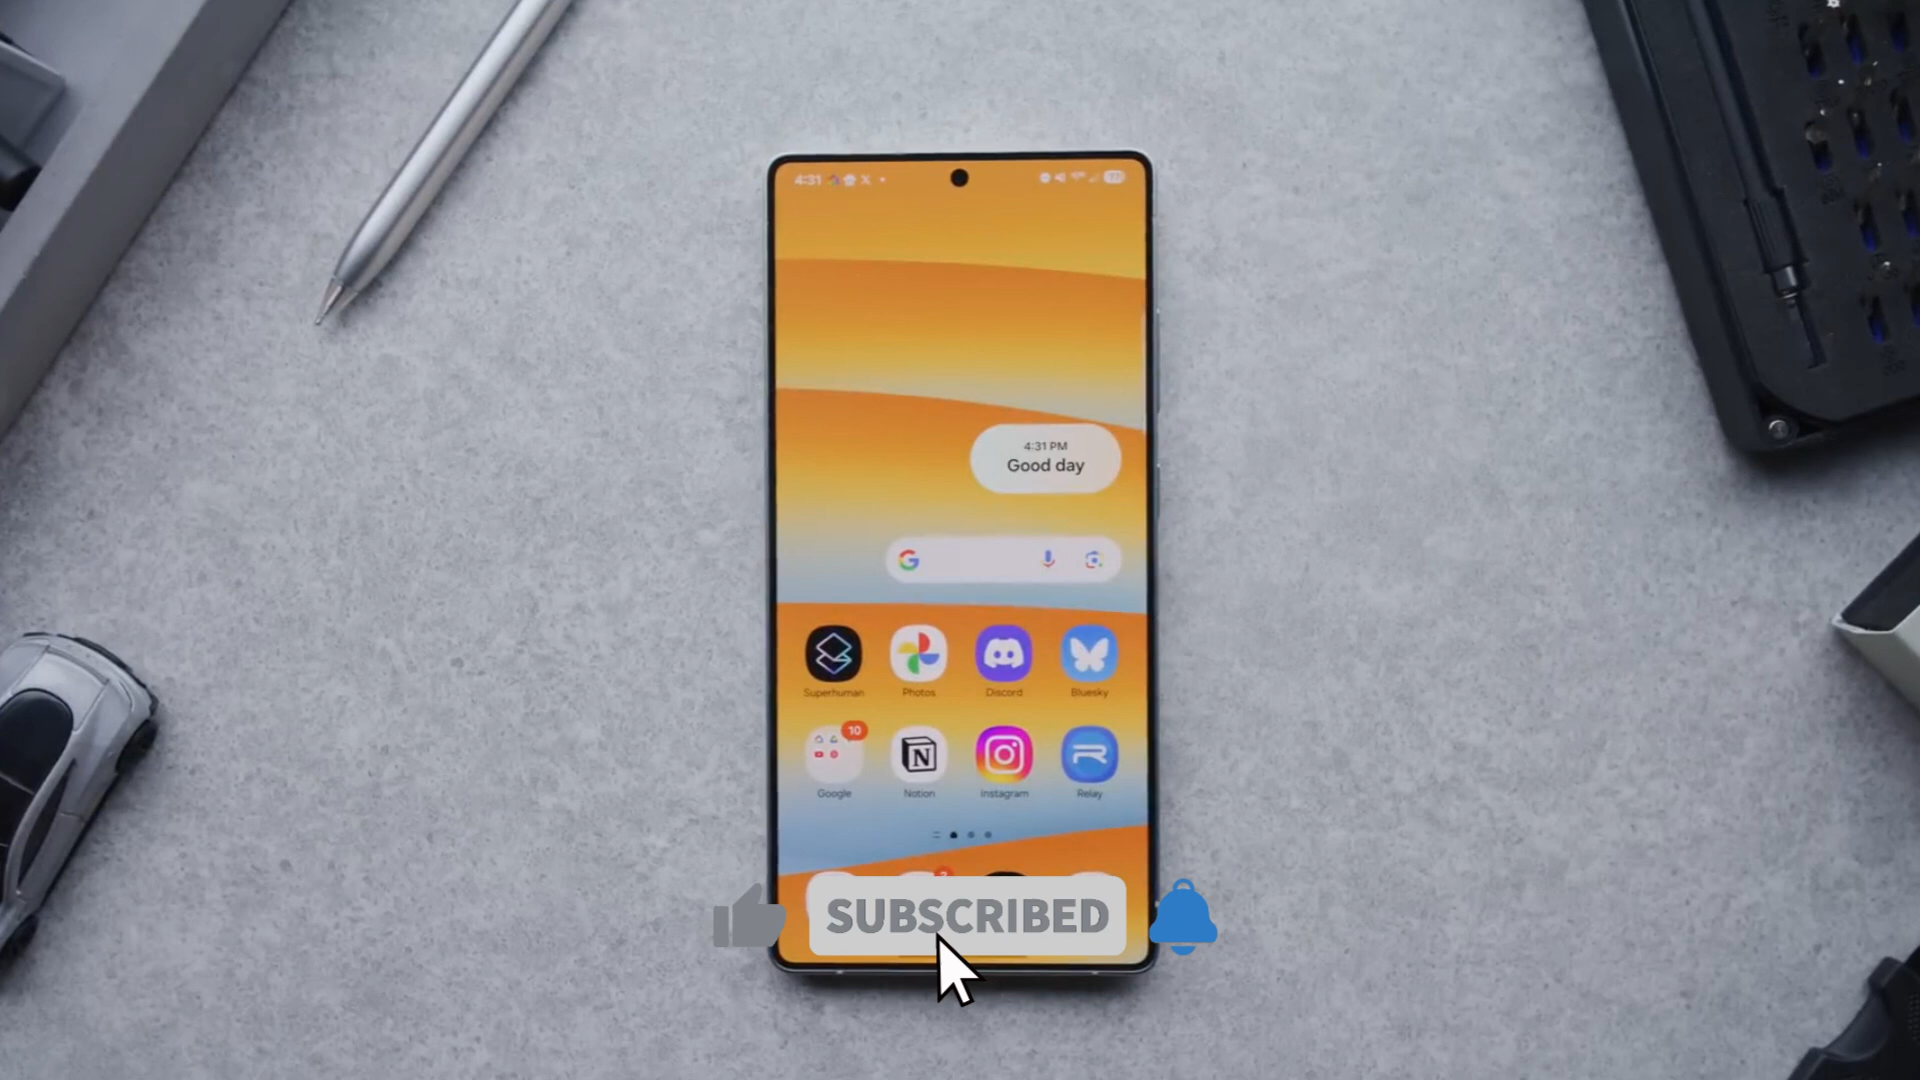 4:31
4:31 PM
Good day
Superhuman
Photos
Discord
Bluesky
10
Google
Notion
Instagram
Relay
SUBSCRIBED